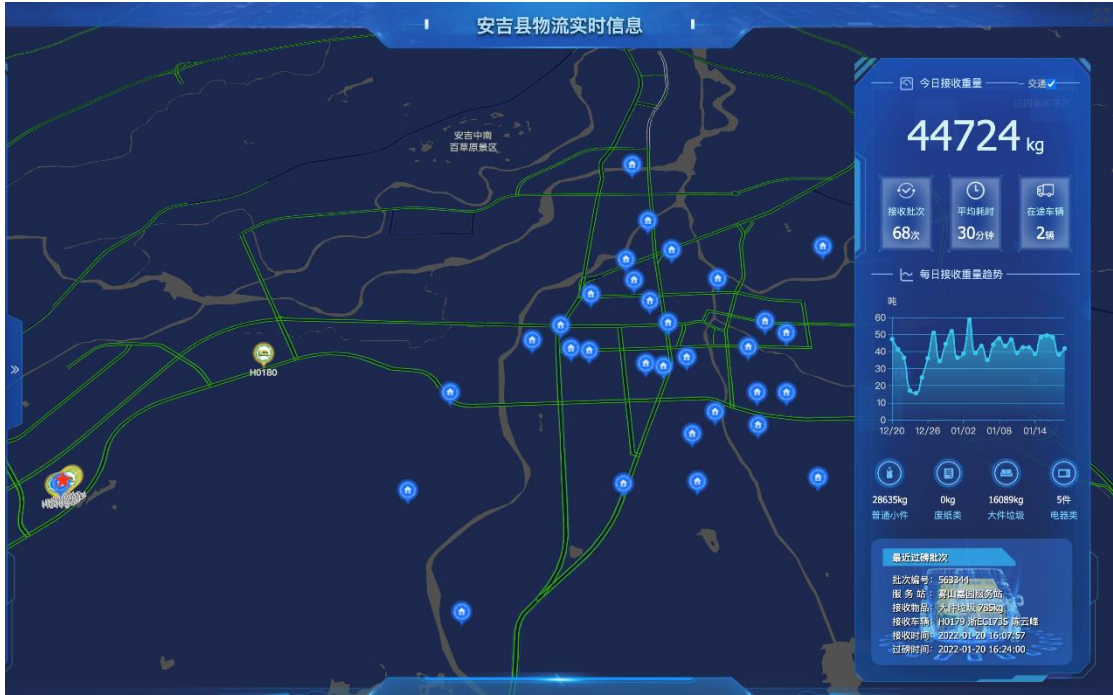 安吉县物流实时信息
安吉中南
百草原景区
H0180
今日接收重量
交通
44724 kg
接收批次
68次
平均耗时
30分钟
在途车辆
2辆
每日接收重量趋势
吨
60
50
40
30
20
10
0
12/20 12/26 01/02 01/08 01/14
28635kg
普通小件
0kg
废纸类
16089kg
大件垃圾
5件
电器类
最近过磅批次
批次编号：563344
服 务 站：雾山嘉园服务站
接收物品：大件垃圾 785kg
接收车辆：H0179 浙EC1735 陈云峰
接收时间：2022-01-20 16:07:57
过磅时间：2022-01-20 16:24:00